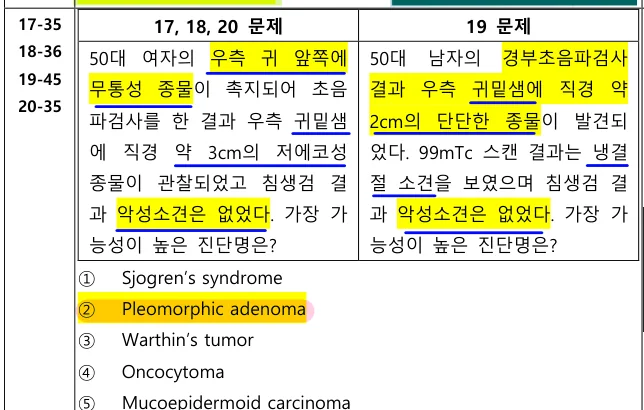 17-35
18-36
19-45
20-35
17, 18, 20 문제
50대 여자의 우측 귀 앞쪽에
무통성 종물이 촉지되어 초음
파검사를 한 결과 우측 귀밑샘
에 직경 약 3cm의 저에코성
종물이 관찰되었고 침생검 결
과 악성소견은 없었다. 가장 가
능성이 높은 진단명은?
19 문제
50대 남자의 경부초음파검사
결과 우측 귀밑샘에 직경 약
2cm의 단단한 종물이 발견되
었다. 99mTc 스캔 결과는 냉결
절 소견을 보였으며 침생검 결
과 악성소견은 없었다. 가장 가
능성이 높은 진단명은?
① Sjogren’s syndrome
② Pleomorphic adenoma
③ Warthin’s tumor
④ Oncocytoma
⑤ Mucoepidermoid carcinoma